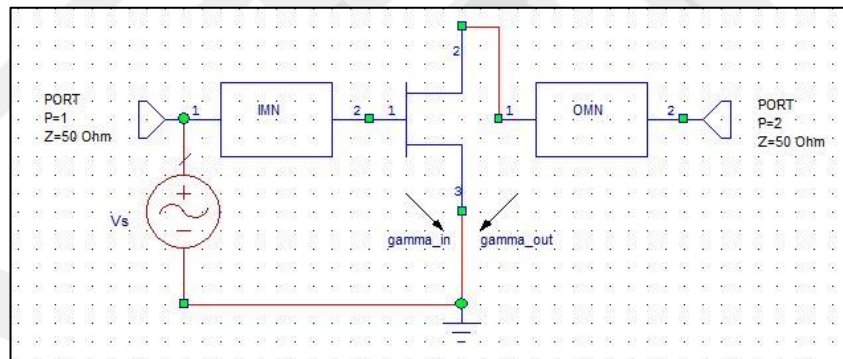 2
PORT
P=1
Z=50 Ohm
1 IMN 2 1
1 OMN 2
PORT
P=2
Z=50 Ohm
3
Vs
gamma_in gamma_out